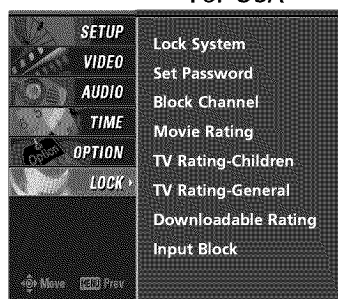 For USA
SETUP
VIDEO
AUDIO
TIME
OPTION
LOCK
Lock System
Set Password
Block Channel
Movie Rating
TV Rating-Children
TV Rating-General
Downloadable Rating
Input Block
Move MENU Prev